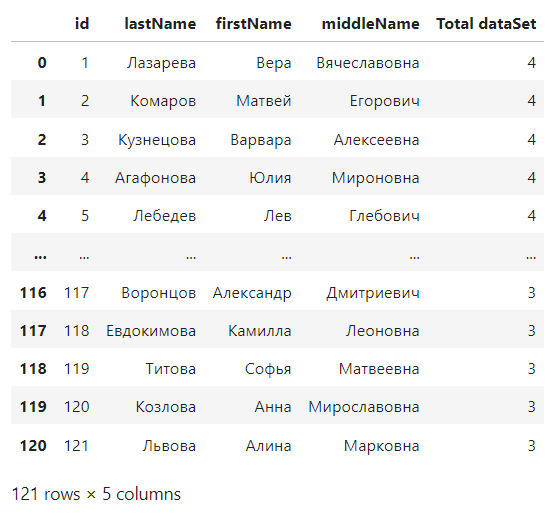 id lastName firstName middleName Total dataSet
0 1 Лазарева Вера Вячеславовна 4
1 2 Комаров Матвей Егорович 4
2 3 Кузнецова Варвара Алексеевна 4
3 4 Агафонова Юлия Мироновна 4
4 5 Лебедев Лев Глебович 4
... ... ... ... ... ...
116 117 Воронцов Александр Дмитриевич 3
117 118 Евдокимова Камилла Леоновна 3
118 119 Титова Софья Матвеевна 3
119 120 Козлова Анна Мирославовна 3
120 121 Львова Алина Марковна 3
121 rows × 5 columns